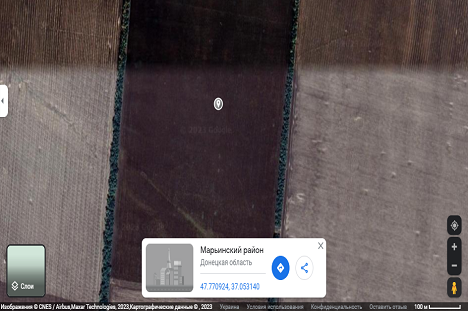 Марьинский район
Донецкая область
47.770924, 37.053140
Слои
Изображения © CNES / Airbus,Maxar Technologies, 2023,Картографические данные © , 2023 Украина Условия использования Конфиденциальность Оставить отзыв 100 м